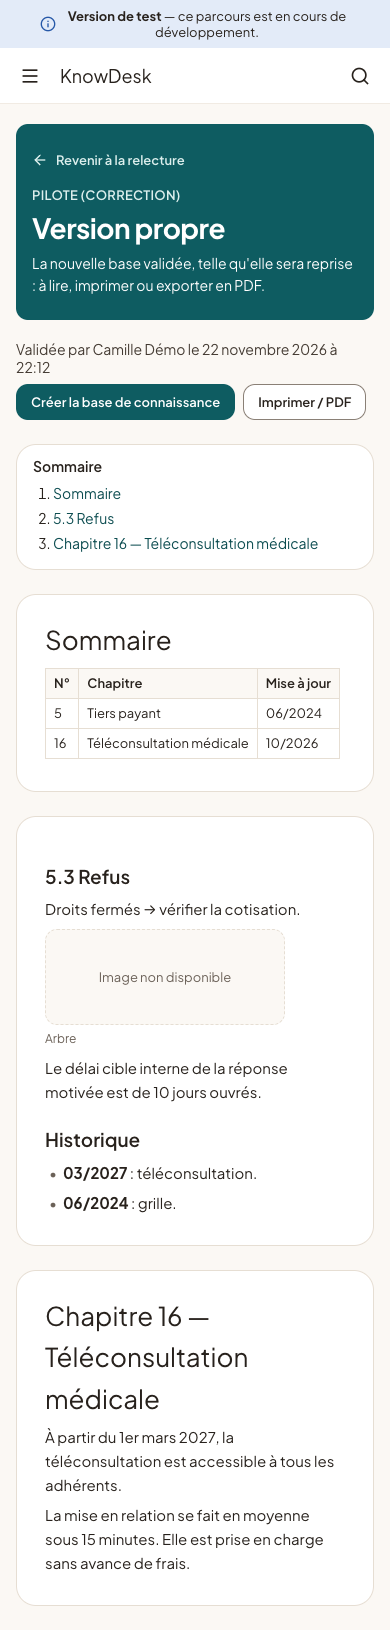 Version de test — ce parcours est en cours de
développement.
KnowDesk
Revenir à la relecture
PILOTE (CORRECTION)
Version propre
La nouvelle base validée, telle qu'elle sera reprise
: à lire, imprimer ou exporter en PDF.
Validée par Camille Démo le 22 novembre 2026 à
22:12
Créer la base de connaissance
Imprimer / PDF
Sommaire
1. Sommaire
2. 5.3 Refus
3. Chapitre 16 — Téléconsultation médicale
Sommaire
N° Chapitre Mise à jour
5 Tiers payant 06/2024
16 Téléconsultation médicale 10/2026
5.3 Refus
Droits fermés → vérifier la cotisation.
Image non disponible
Arbre
Le délai cible interne de la réponse
motivée est de 10 jours ouvrés.
Historique
• 03/2027 : téléconsultation.
• 06/2024 : grille.
Chapitre 16 —
Téléconsultation
médicale
À partir du 1er mars 2027, la
téléconsultation est accessible à tous les
adhérents.
La mise en relation se fait en moyenne
sous 15 minutes. Elle est prise en charge
sans avance de frais.